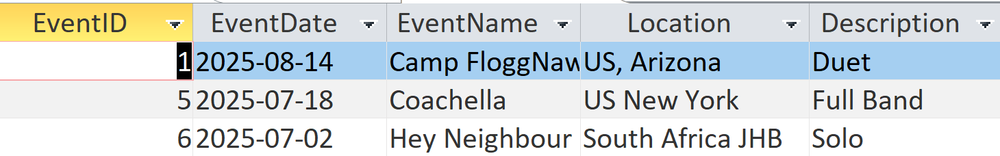 EventID EventDate EventName Location Description
1 2025-08-14 Camp FloggNaw US, Arizona Duet
5 2025-07-18 Coachella US New York Full Band
6 2025-07-02 Hey Neighbour South Africa JHB Solo